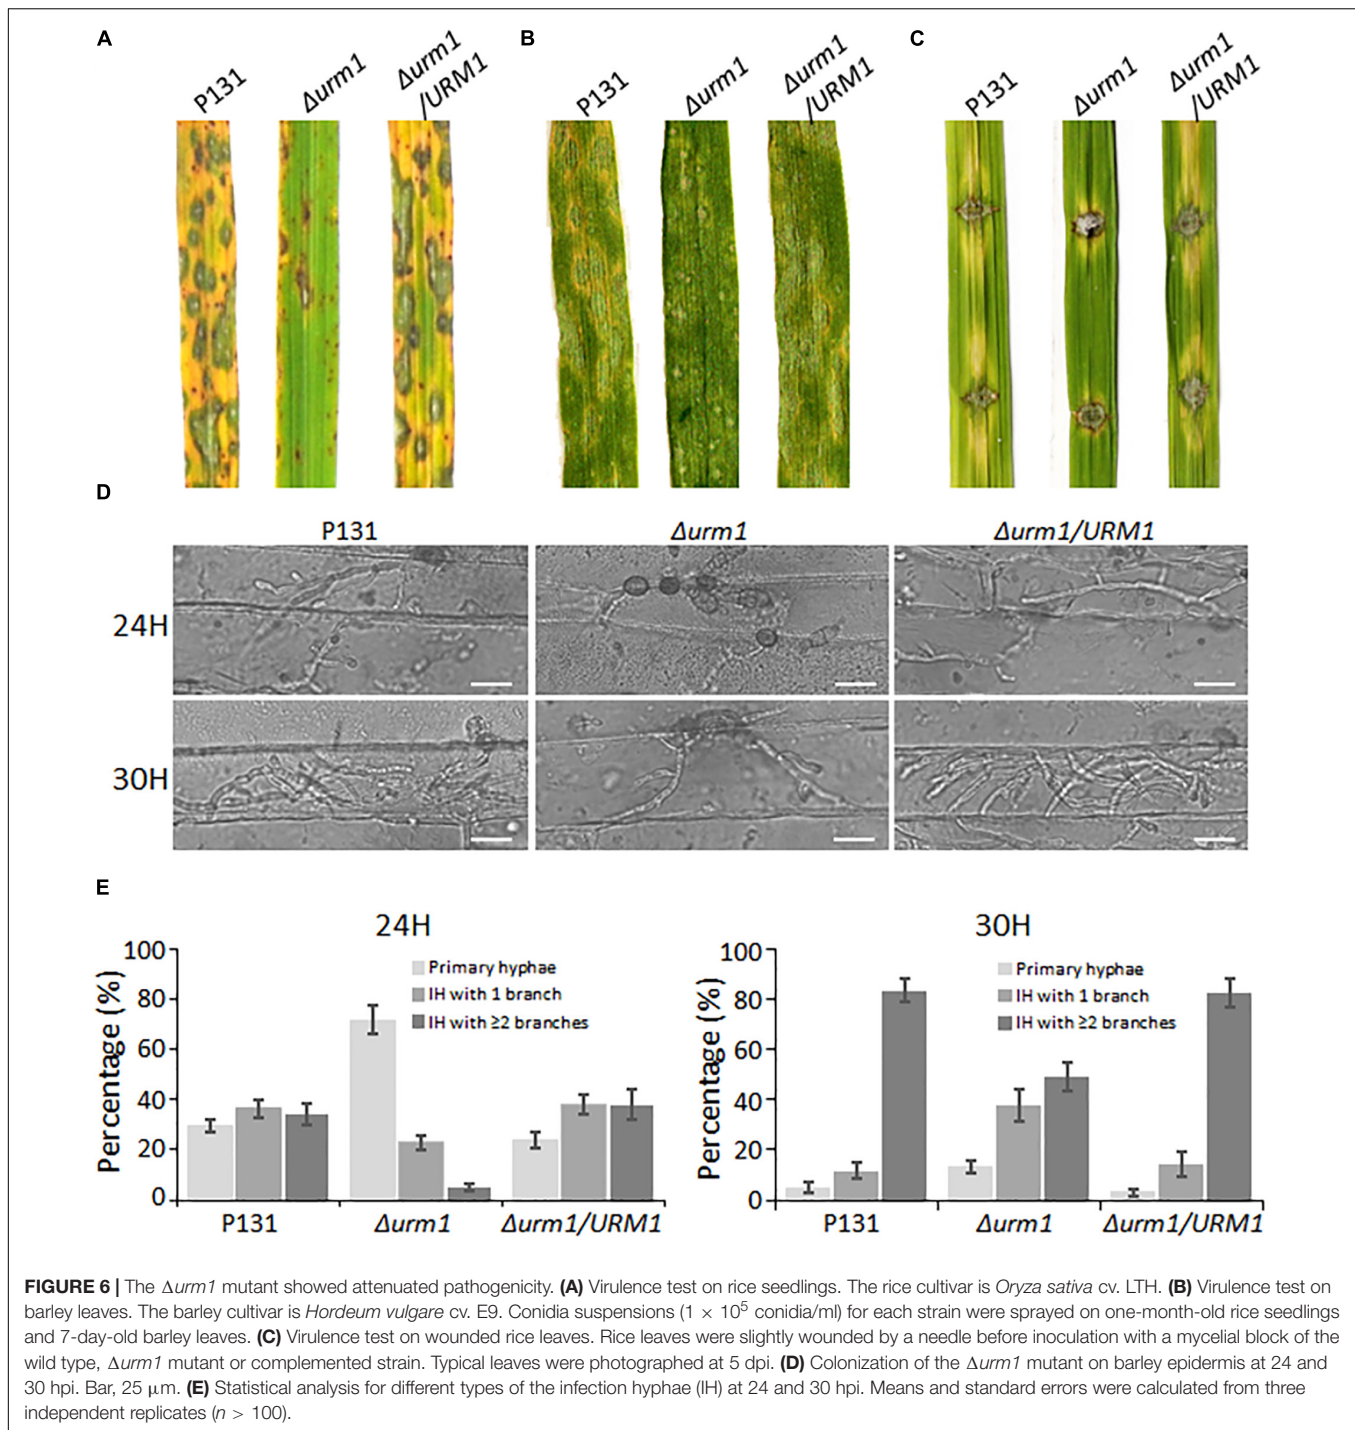 A
B
C
P131
Δurm1
Δurm1
/URM1
P131
Δurm1
Δurm1
/URM1
P131
Δurm1
Δurm1
/URM1
D
P131
Δurm1
Δurm1/URM1
24H
30H
E
24H
Percentage (%)
100
80
60
40
20
0
Primary hyphae
IH with 1 branch
IH with ≥2 branches
P131
Δurm1
Δurm1/URM1
30H
Percentage (%)
100
80
60
40
20
0
Primary hyphae
IH with 1 branch
IH with ≥2 branches
P131
Δurm1
Δurm1/URM1
FIGURE 6 | The Δurm1 mutant showed attenuated pathogenicity. (A) Virulence test on rice seedlings. The rice cultivar is Oryza sativa cv. LTH. (B) Virulence test on
barley leaves. The barley cultivar is Hordeum vulgare cv. E9. Conidia suspensions (1 × 10⁵ conidia/ml) for each strain were sprayed on one-month-old rice seedlings
and 7-day-old barley leaves. (C) Virulence test on wounded rice leaves. Rice leaves were slightly wounded by a needle before inoculation with a mycelial block of the
wild type, Δurm1 mutant or complemented strain. Typical leaves were photographed at 5 dpi. (D) Colonization of the Δurm1 mutant on barley epidermis at 24 and
30 hpi. Bar, 25 μm. (E) Statistical analysis for different types of the infection hyphae (IH) at 24 and 30 hpi. Means and standard errors were calculated from three
independent replicates (n > 100).